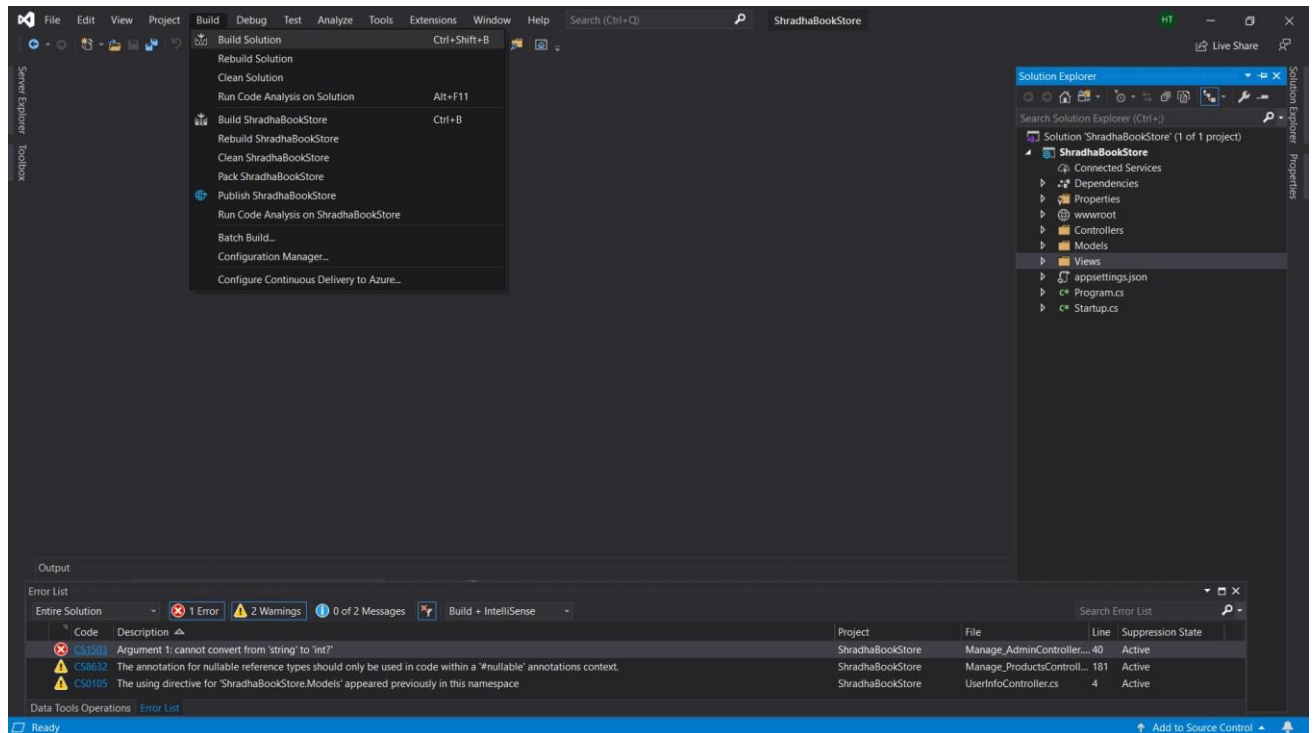 File Edit View Project Build Debug Test Analyze Tools Extensions Window Help Search (Ctrl+Q) ShradhaBookStore HT
Live Share
Build Solution Ctrl+Shift+B
Rebuild Solution
Clean Solution
Run Code Analysis on Solution Alt+F11
Build ShradhaBookStore Ctrl+B
Rebuild ShradhaBookStore
Clean ShradhaBookStore
Pack ShradhaBookStore
Publish ShradhaBookStore
Run Code Analysis on ShradhaBookStore
Batch Build...
Configuration Manager...
Configure Continuous Delivery to Azure...
Server Explorer
Toolbox
Solution Explorer
Search Solution Explorer (Ctrl+;)
Solution 'ShradhaBookStore' (1 of 1 project)
ShradhaBookStore
Connected Services
Dependencies
Properties
wwwroot
Controllers
Models
Views
appsettings.json
C# Program.cs
C# Startup.cs
Solution Explorer
Properties
Output
Error List
Entire Solution 1 Error 2 Warnings 0 of 2 Messages Build + IntelliSense Search Error List
Code Description Project File Line Suppression State
CS1503 Argument 1: cannot convert from 'string' to 'int?' ShradhaBookStore Manage_AdminController.... 40 Active
CS8632 The annotation for nullable reference types should only be used in code within a '#nullable' annotations context. ShradhaBookStore Manage_ProductsControll... 181 Active
CS0105 The using directive for 'ShradhaBookStore.Models' appeared previously in this namespace ShradhaBookStore UserInfoController.cs 4 Active
Data Tools Operations Error List
Ready Add to Source Control